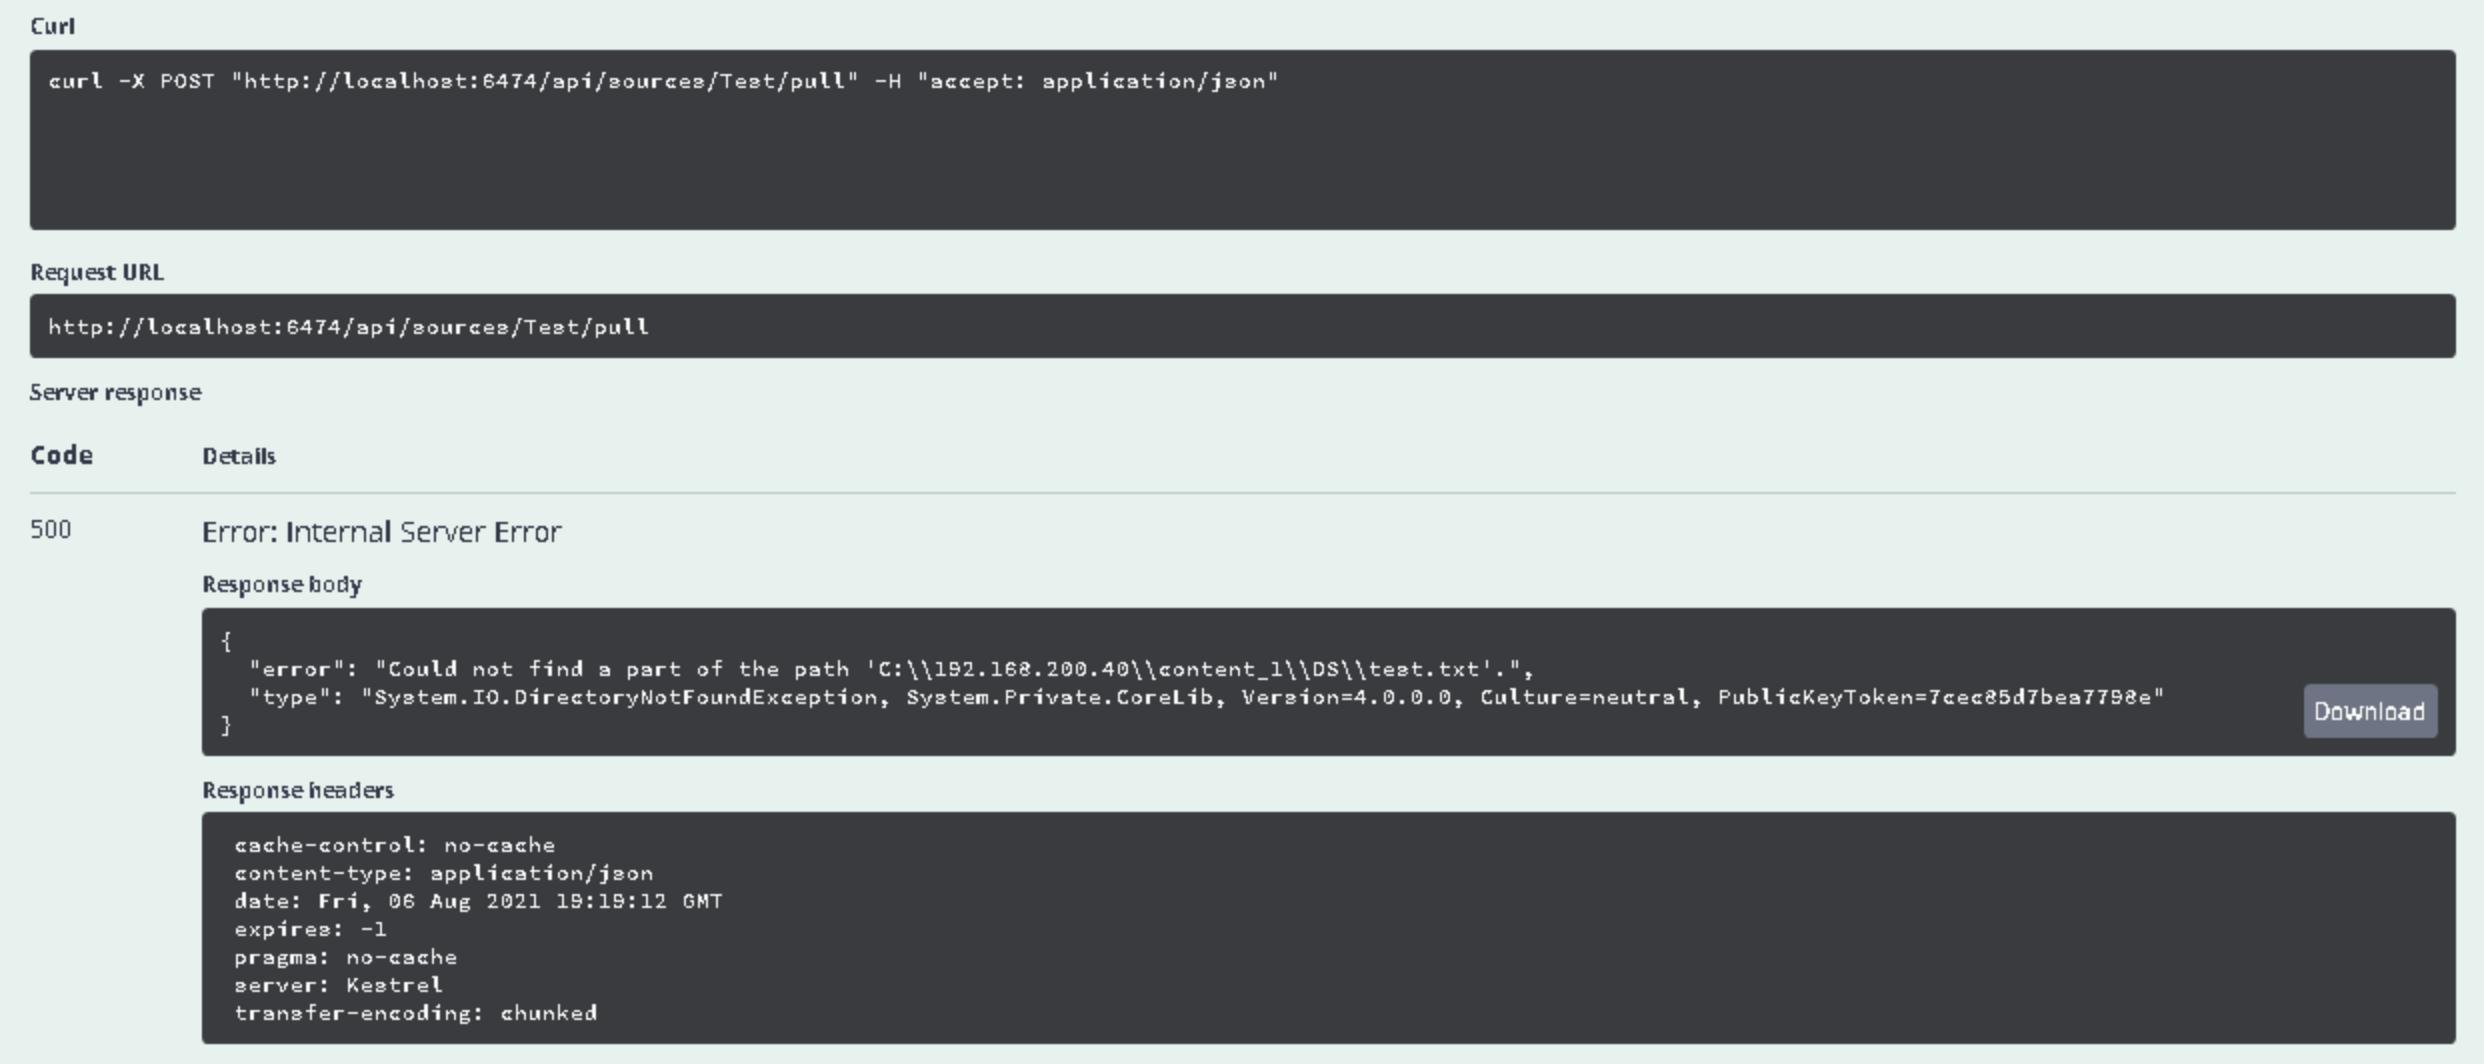 Curl
curl -X POST "http://localhost:6474/api/sources/Test/pull" -H "accept: application/json"
Request URL
http://localhost:6474/api/sources/Test/pull
Server response
Code Details
500 Error: Internal Server Error
Response body
{
  "error": "Could not find a part of the path 'C:\\192.168.200.40\\content_1\\DS\\test.txt'.",
  "type": "System.IO.DirectoryNotFoundException, System.Private.CoreLib, Version=4.0.0.0, Culture=neutral, PublicKeyToken=7cec85d7bea7798e"
}
Download
Response headers
cache-control: no-cache
content-type: application/json
date: Fri, 06 Aug 2021 19:19:12 GMT
expires: -1
pragma: no-cache
server: Kestrel
transfer-encoding: chunked